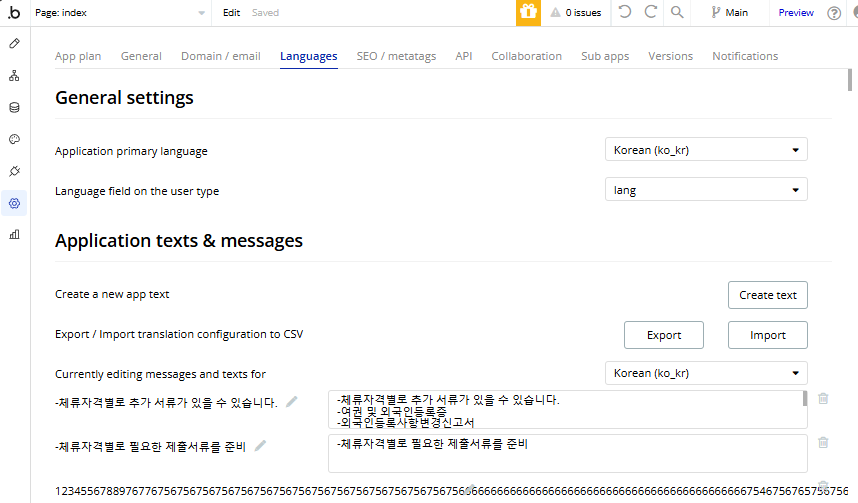 .b Page: index Edit Saved 0 issues Main Preview
App plan General Domain / email Languages SEO / metatags API Collaboration Sub apps Versions Notifications
General settings
Application primary language Korean (ko_kr)
Language field on the user type lang
Application texts & messages
Create a new app text Create text
Export / Import translation configuration to CSV Export Import
Currently editing messages and texts for Korean (ko_kr)
-체류자격별로 추가 서류가 있을 수 있습니다. -체류자격별로 추가 서류가 있을 수 있습니다.
-여권 및 외국인등록증
-외국인등록사항변경신고서
-체류자격별로 필요한 제출서류를 준비 -체류자격별로 필요한 제출서류를 준비